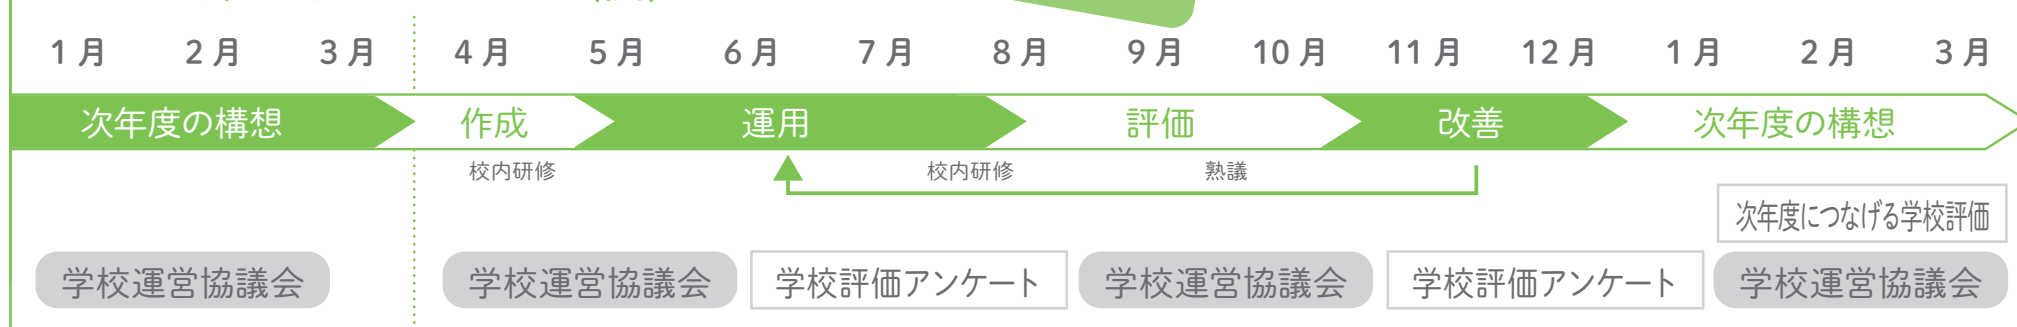 1月 2月 3月 4月 5月 6月 7月 8月 9月 10月 11月 12月 1月 2月 3月
次年度の構想 作成 運用 評価 改善 次年度の構想
校内研修 校内研修 熟議
次年度につなげる学校評価
学校運営協議会 学校運営協議会 学校評価アンケート 学校運営協議会 学校評価アンケート 学校運営協議会